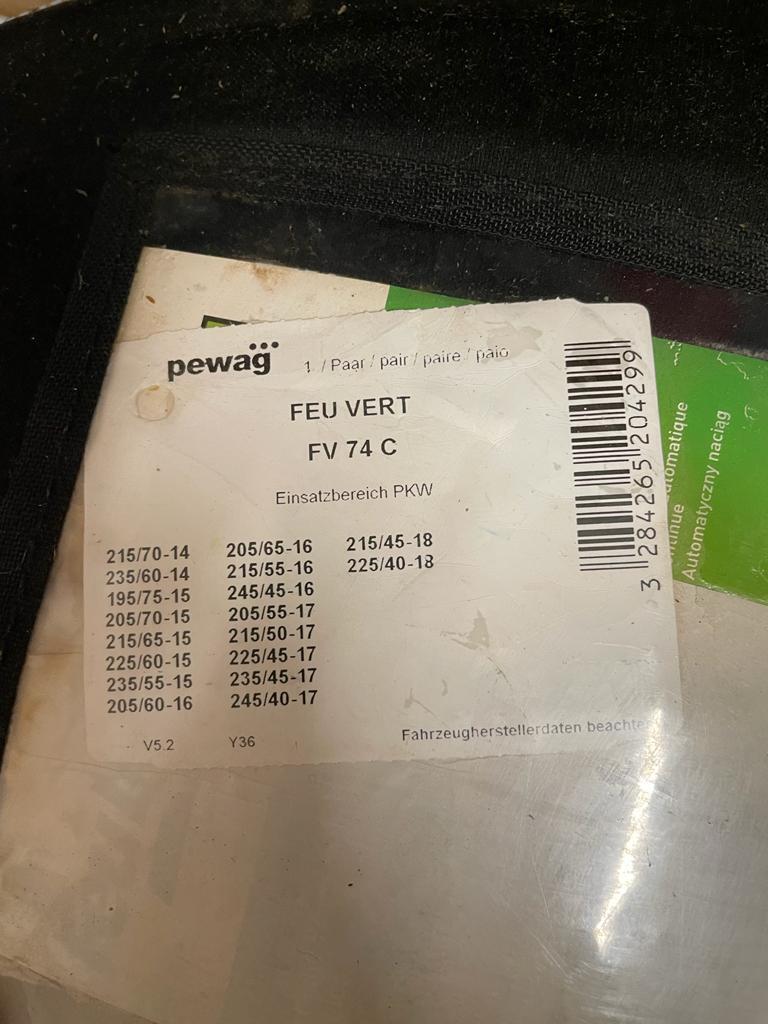 pewag
1 / Paar / pair / paire / paio
FEU VERT
FV 74 C
Einsatzbereich PKW
215/70-14
235/60-14
195/75-15
205/70-15
215/65-15
225/60-15
235/55-15
205/60-16
205/65-16
215/55-16
245/45-16
205/55-17
215/50-17
225/45-17
235/45-17
245/40-17
215/45-18
225/40-18
V5.2
Y36
Fahrzeugherstellerdaten
3 284265 204299
Automatyczny naciąg